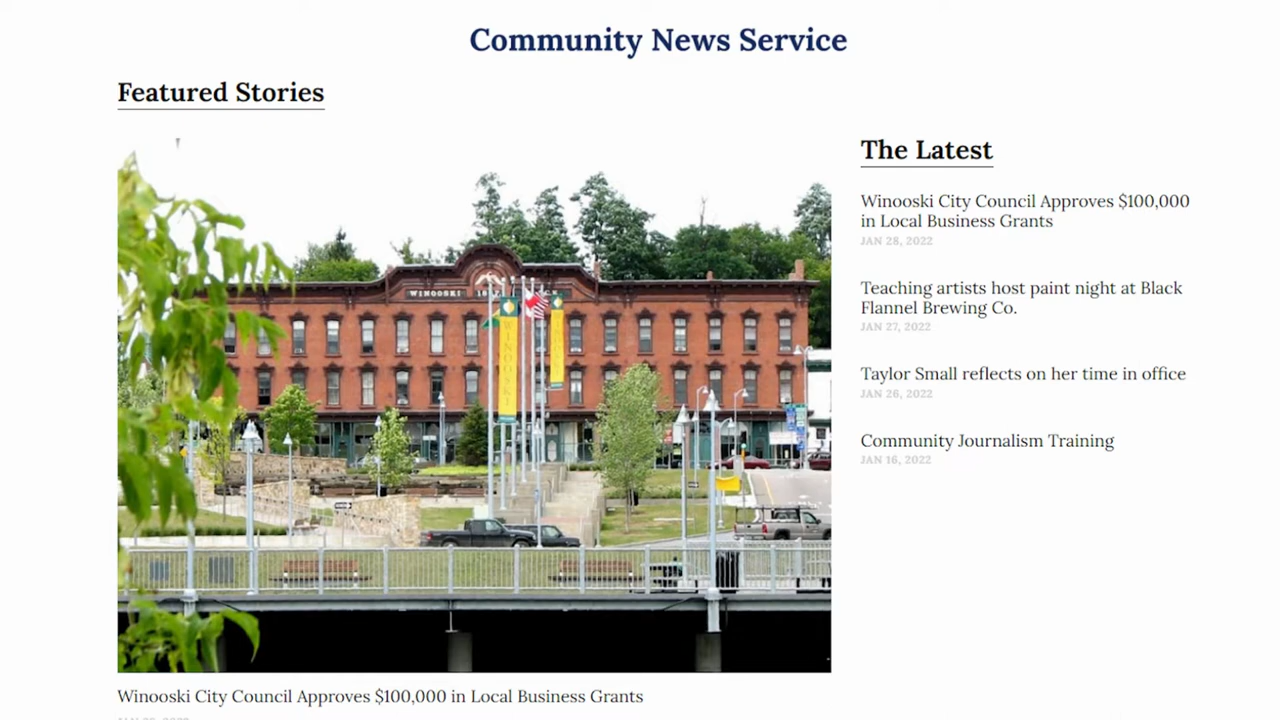 Community News Service
Featured Stories
The Latest
Winooski City Council Approves $100,000
in Local Business Grants
JAN 28, 2022
Teaching artists host paint night at Black
Flannel Brewing Co.
JAN 27, 2022
Taylor Small reflects on her time in office
JAN 26, 2022
Community Journalism Training
JAN 16, 2022
WINOOSKI
WINOOSKI
Winooski City Council Approves $100,000 in Local Business Grants